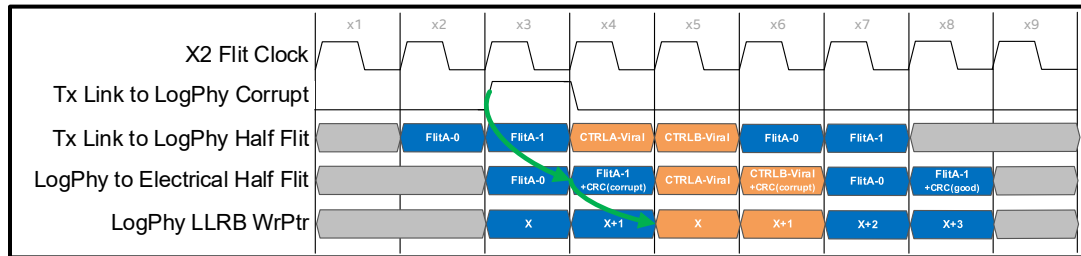 x1 x2 x3 x4 x5 x6 x7 x8 x9
X2 Flit Clock
Tx Link to LogPhy Corrupt
Tx Link to LogPhy Half Flit FlitA-0 FlitA-1 CTRLA-Viral CTRLB-Viral FlitA-0 FlitA-1
LogPhy to Electrical Half Flit FlitA-0 FlitA-1 +CRC(corrupt) CTRLA-Viral CTRLB-Viral +CRC(corrupt) FlitA-0 FlitA-1 +CRC(good)
LogPhy LLRB WrPtr X X+1 X X+1 X+2 X+3